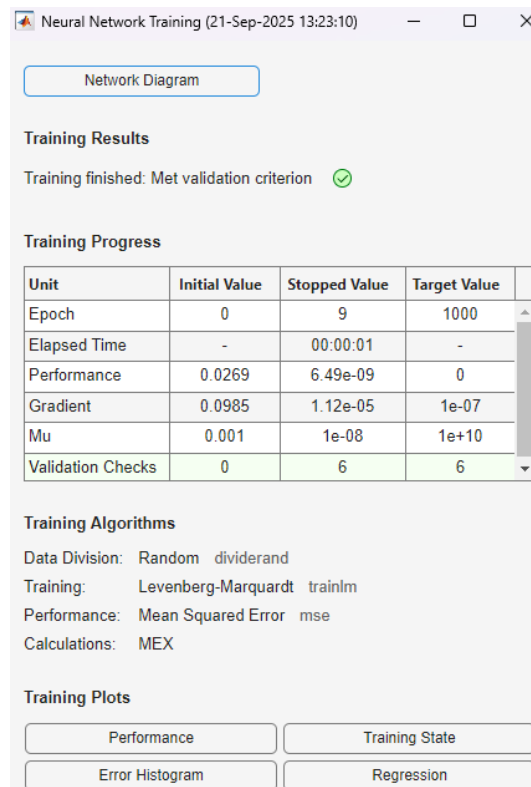 Neural Network Training (21-Sep-2025 13:23:10)
Network Diagram
Training Results
Training finished: Met validation criterion
Training Progress
Unit Initial Value Stopped Value Target Value
Epoch 0 9 1000
Elapsed Time - 00:00:01 -
Performance 0.0269 6.49e-09 0
Gradient 0.0985 1.12e-05 1e-07
Mu 0.001 1e-08 1e+10
Validation Checks 0 6 6
Training Algorithms
Data Division: Random dividerand
Training: Levenberg-Marquardt trainlm
Performance: Mean Squared Error mse
Calculations: MEX
Training Plots
Performance Training State
Error Histogram Regression